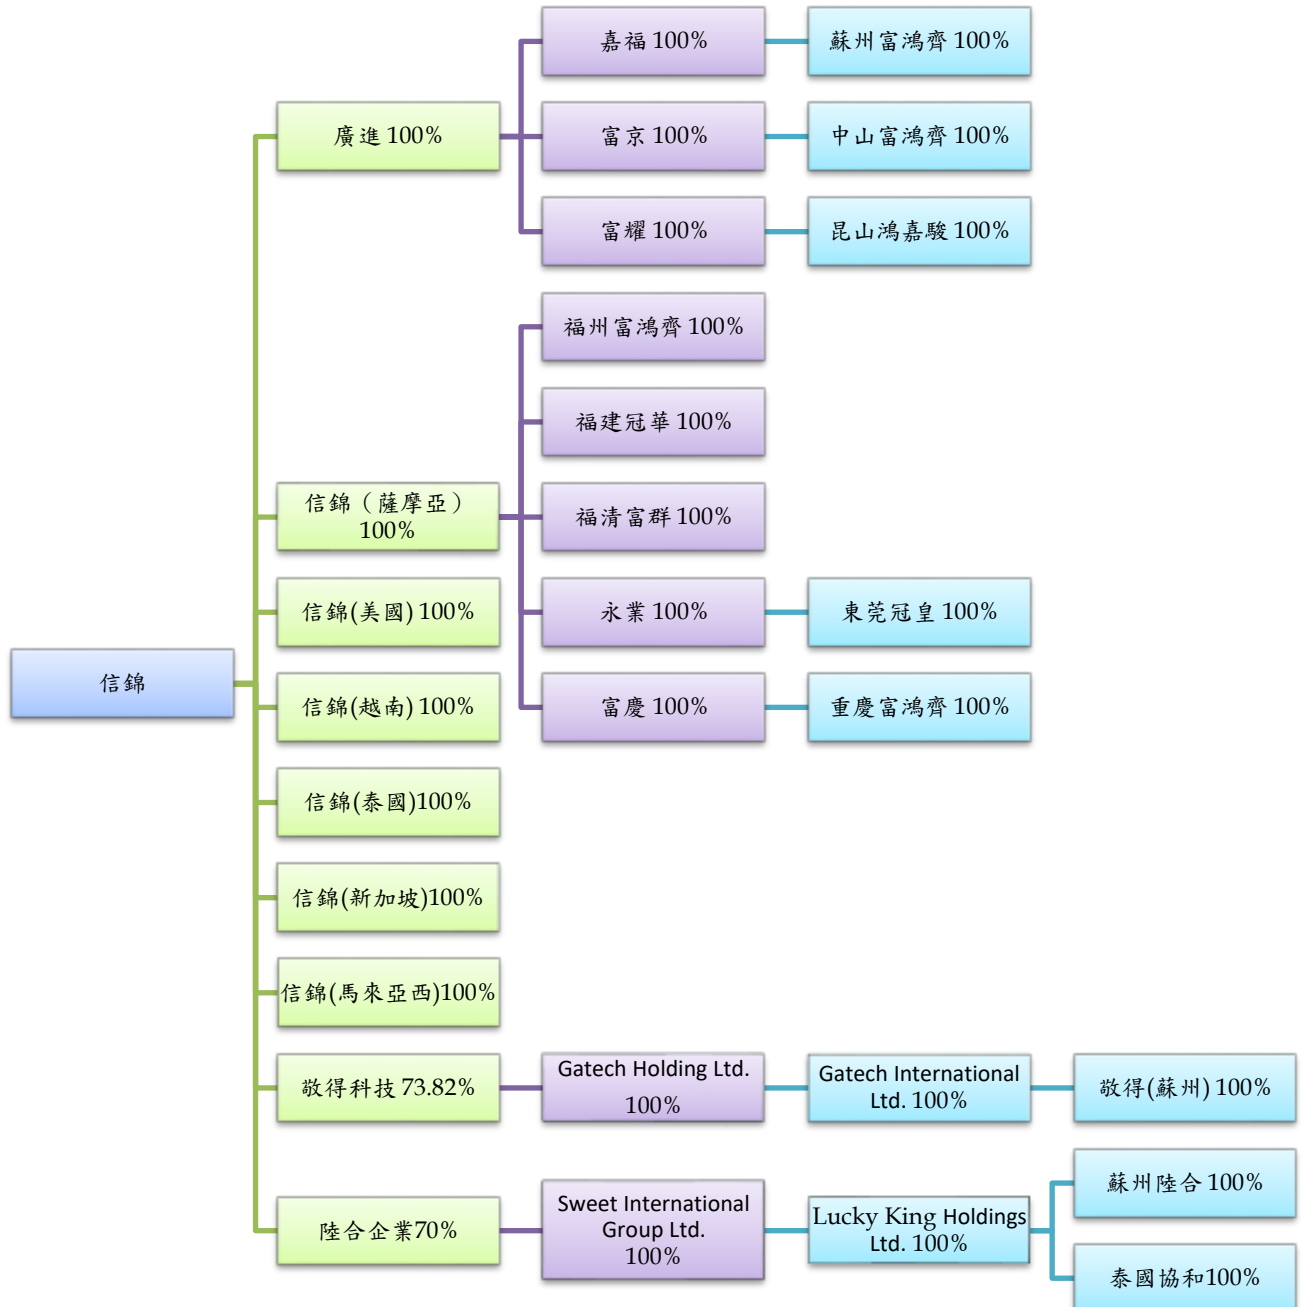 嘉福 100%
蘇州富鴻齊 100%
廣進 100%
富京 100%
中山富鴻齊 100%
富耀 100%
昆山鴻嘉駿 100%
福州富鴻齊 100%
福建冠華 100%
信錦（薩摩亞）
100%
福清富群 100%
信錦(美國) 100%
永業 100%
東莞冠皇 100%
信錦
信錦(越南) 100%
富慶 100%
重慶富鴻齊 100%
信錦(泰國)100%
信錦(新加坡)100%
信錦(馬來亞西)100%
敬得科技 73.82%
Gatech Holding Ltd.
100%
Gatech International
Ltd. 100%
敬得(蘇州) 100%
陸合企業70%
Sweet International
Group Ltd.
100%
Lucky King Holdings
Ltd. 100%
蘇州陸合 100%
泰國協和100%